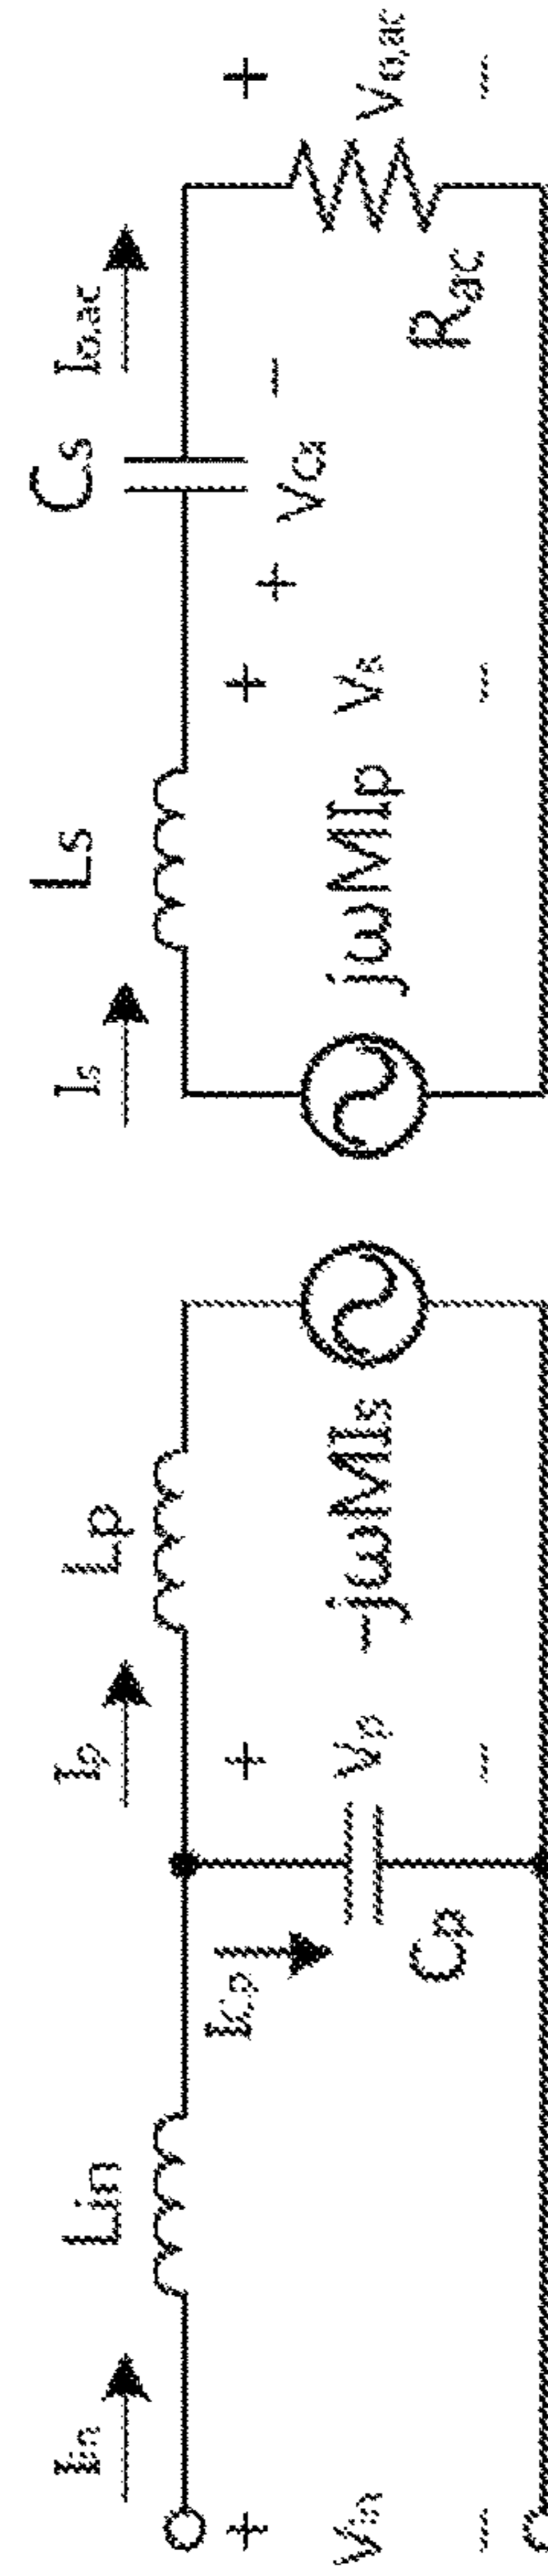 Iin
Lin
Ip
Lp
Is
Ls
Cs
Io,ac
+
+
+
+
ICp
+
Vin
Vp
-jωMIs
jωMIp
Vs
VCs
Vo,ac
Cp
Rac
-
-
-
-
-